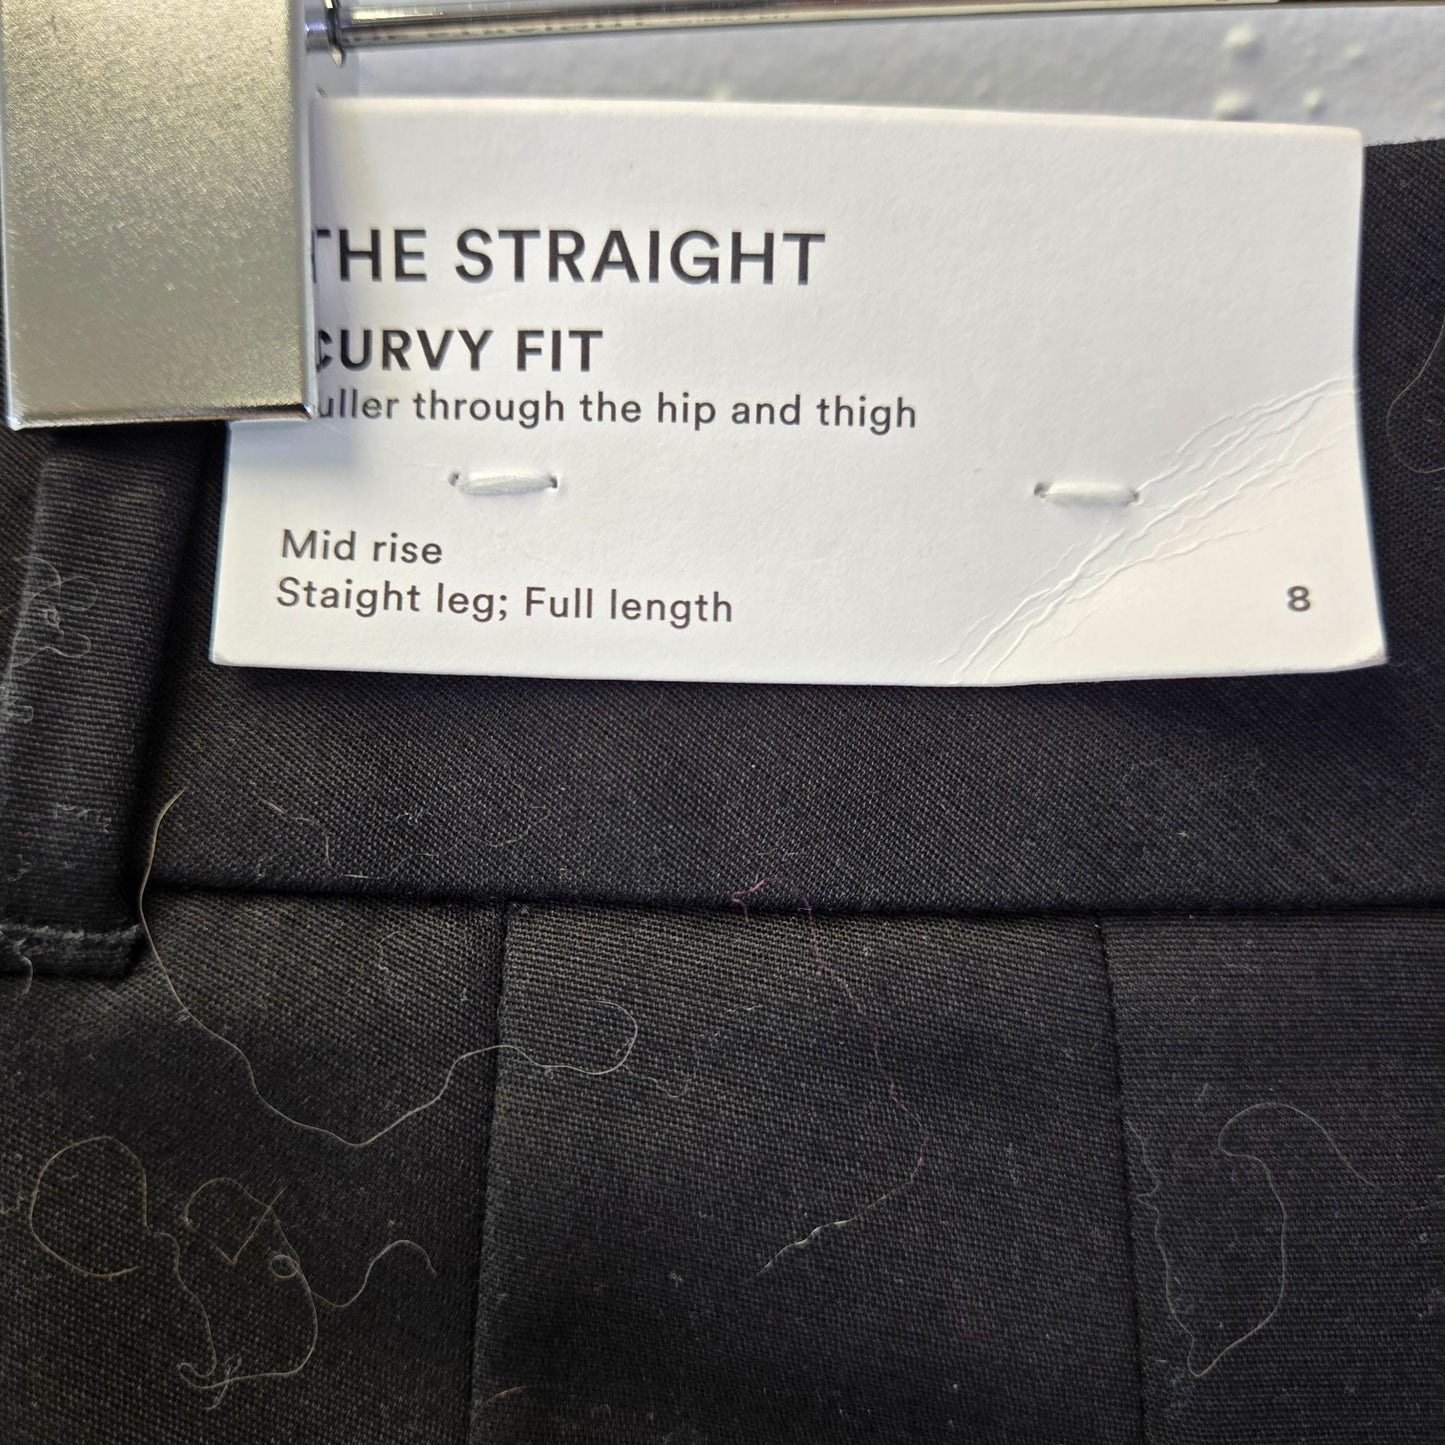 THE STRAIGHT
CURVY FIT
uller through the hip and thigh
Mid rise
Staight leg; Full length
8